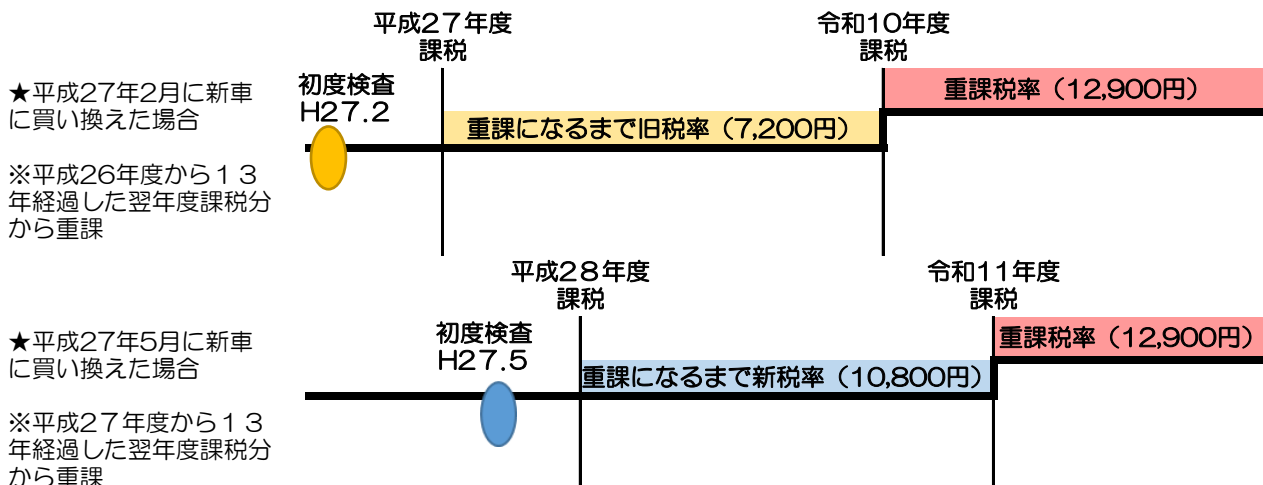 平成27年度
課税
令和10年度
課税
★平成27年2月に新車
に買い換えた場合
初度検査
H27.2
重課になるまで旧税率（7,200円）
重課税率（12,900円）
※平成26年度から13
年経過した翌年度課税分
から重課
平成28年度
課税
令和11年度
課税
★平成27年5月に新車
に買い換えた場合
初度検査
H27.5
重課になるまで新税率（10,800円）
重課税率（12,900円）
※平成27年度から13
年経過した翌年度課税分
から重課